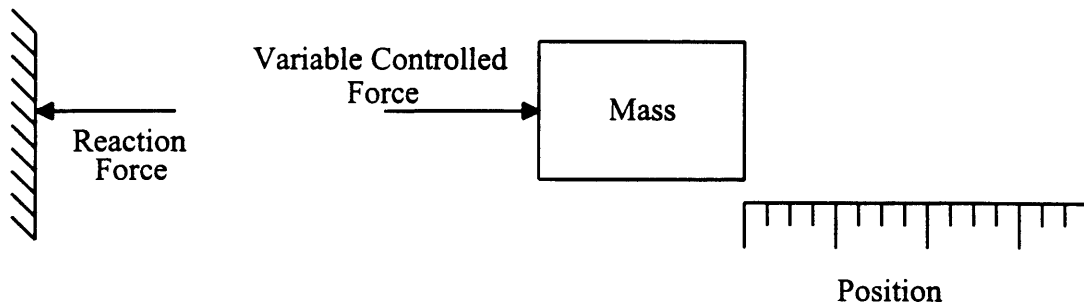 Variable Controlled
Force
Mass
Reaction
Force
Position